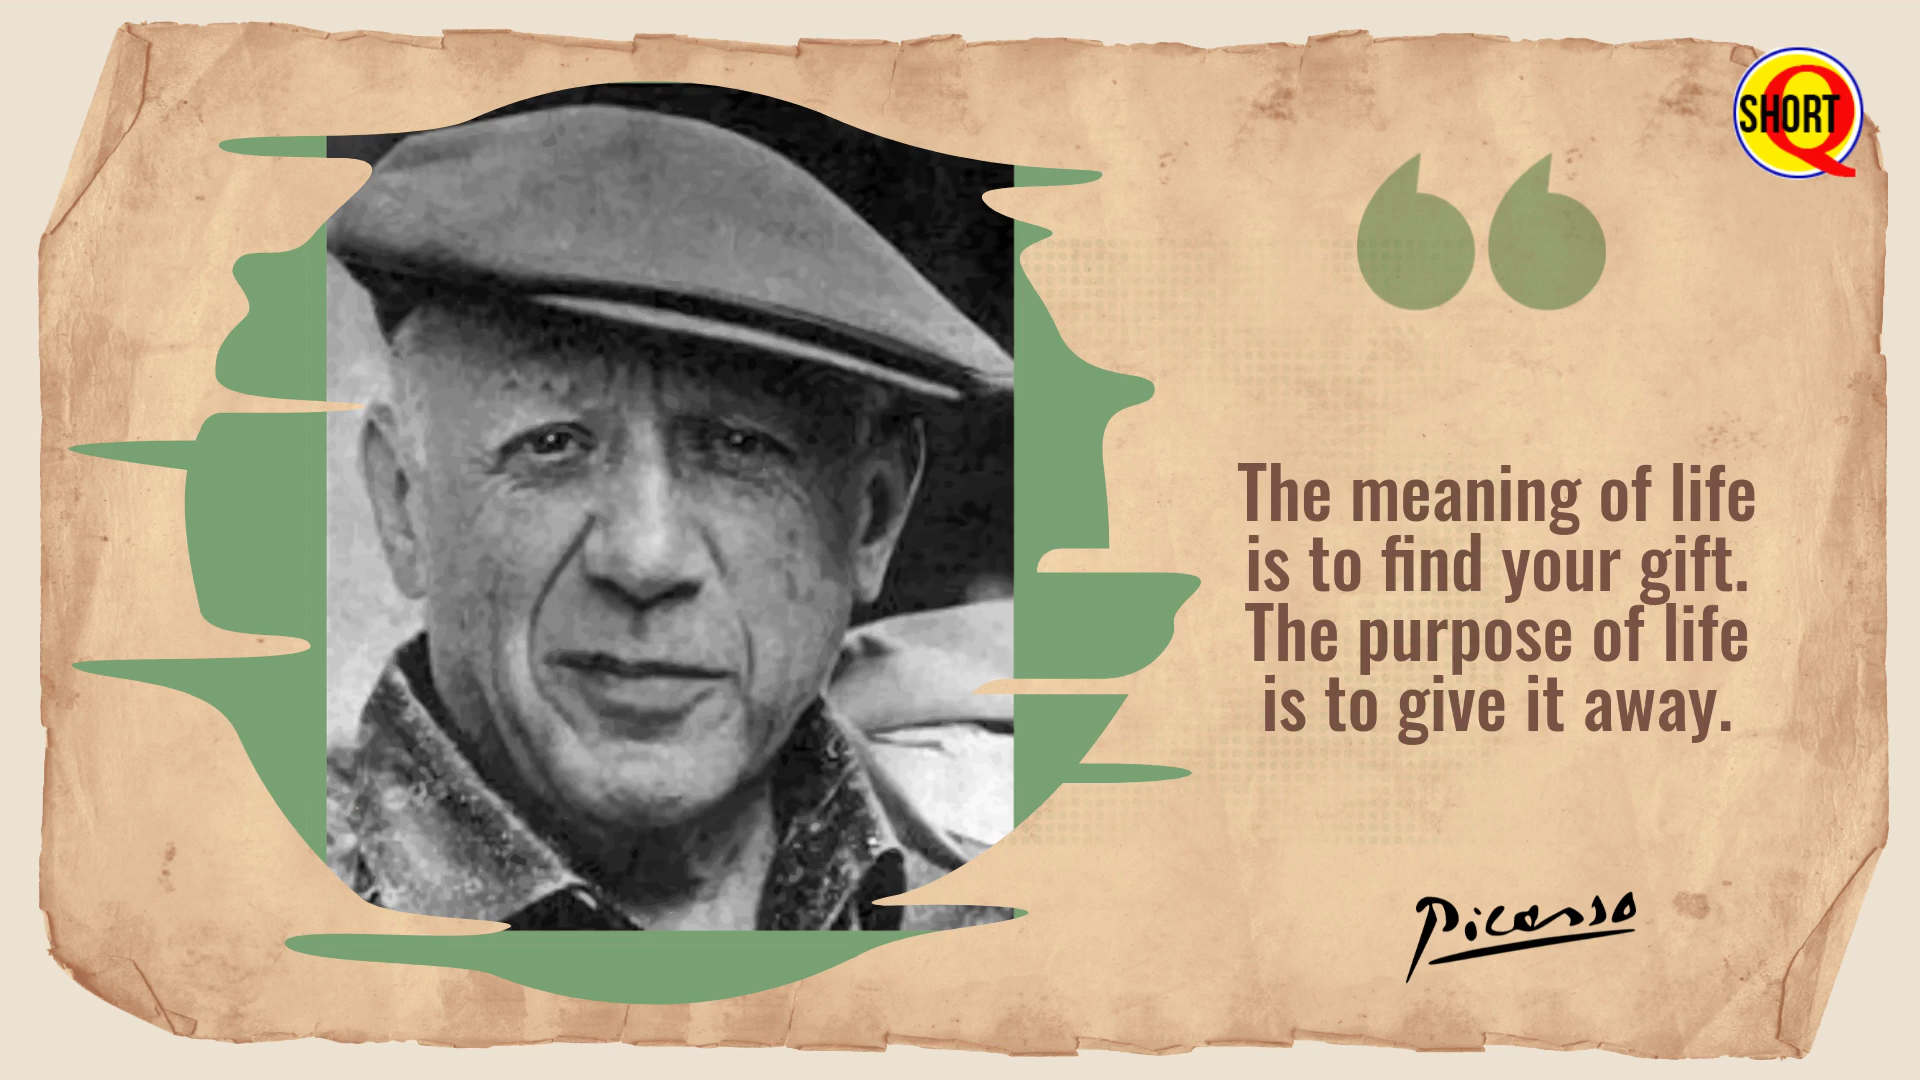 SHORT Q
The meaning of life
is to find your gift.
The purpose of life
is to give it away.
Picasso